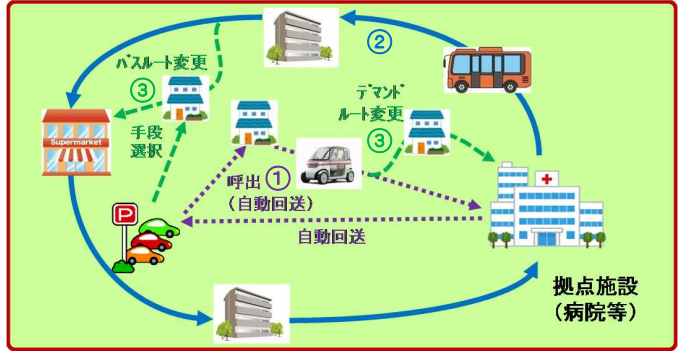 ②
バスルート変更
③
デマンド
ルート変更
③
Supermarket
手段
選択
呼出①
（自動回送）
P
自動回送
拠点施設
（病院等）